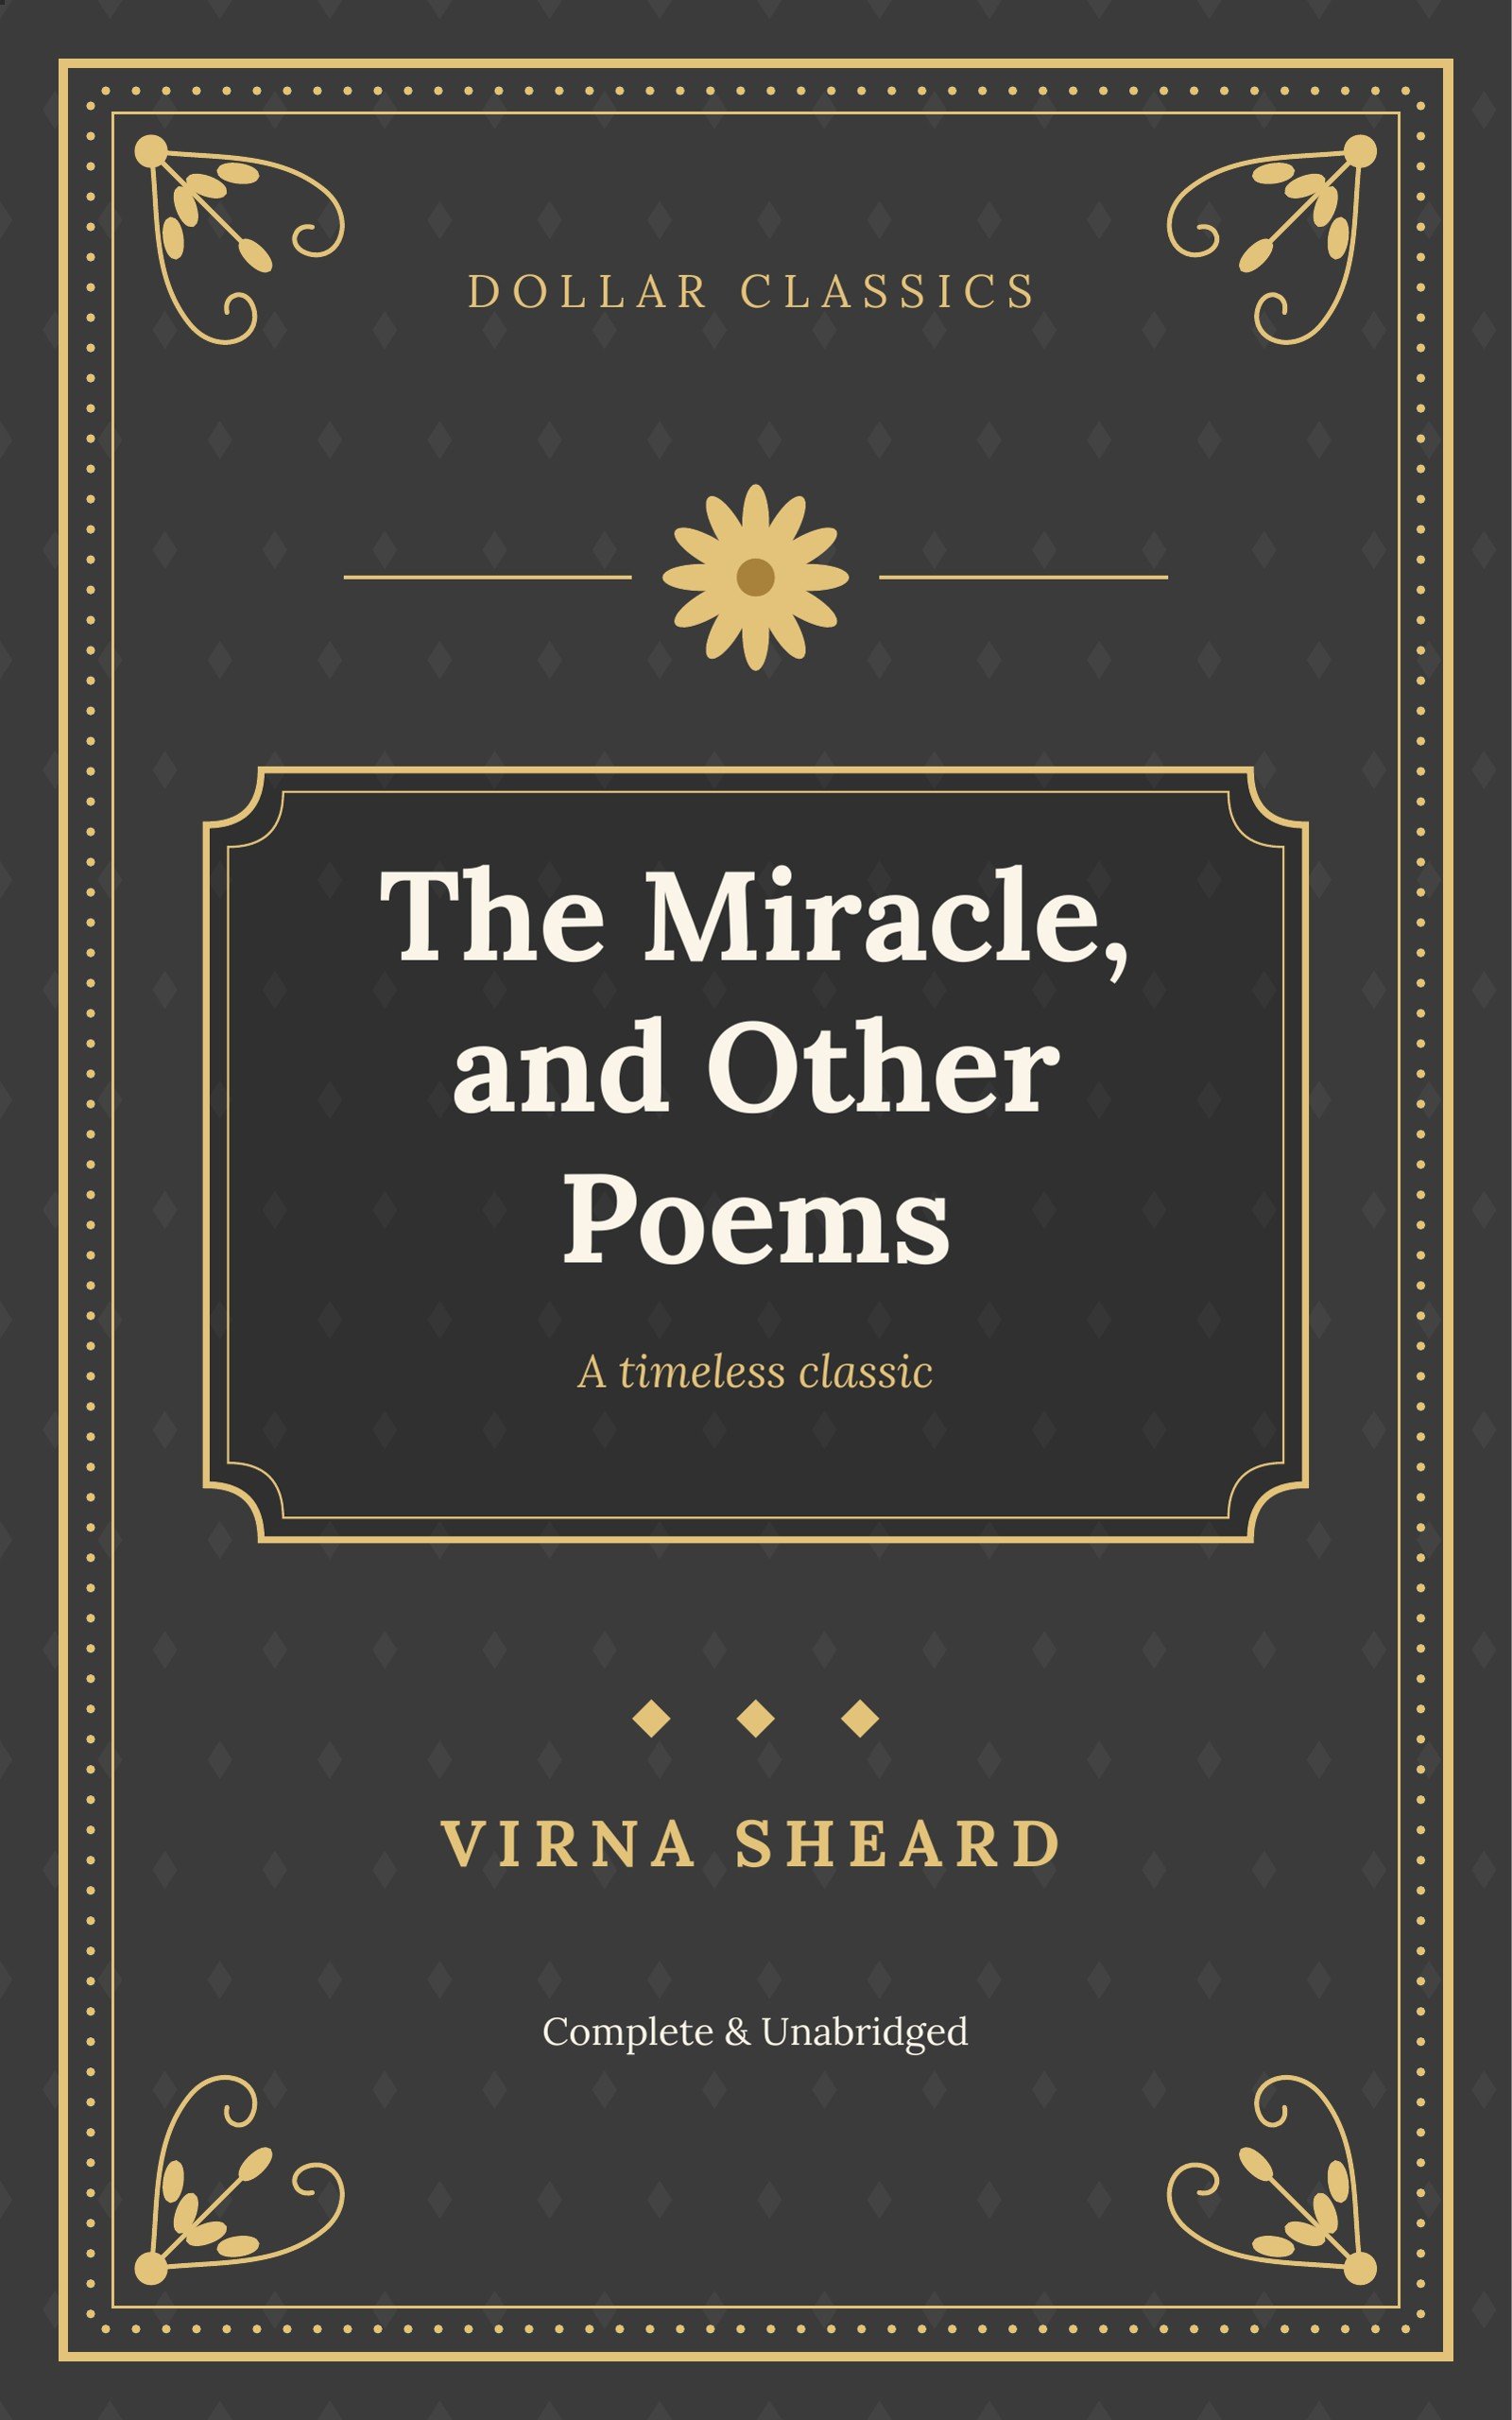 DOLLAR CLASSICS
The Miracle,
and Other
Poems
A timeless classic
VIRNA SHEARD
Complete & Unabridged